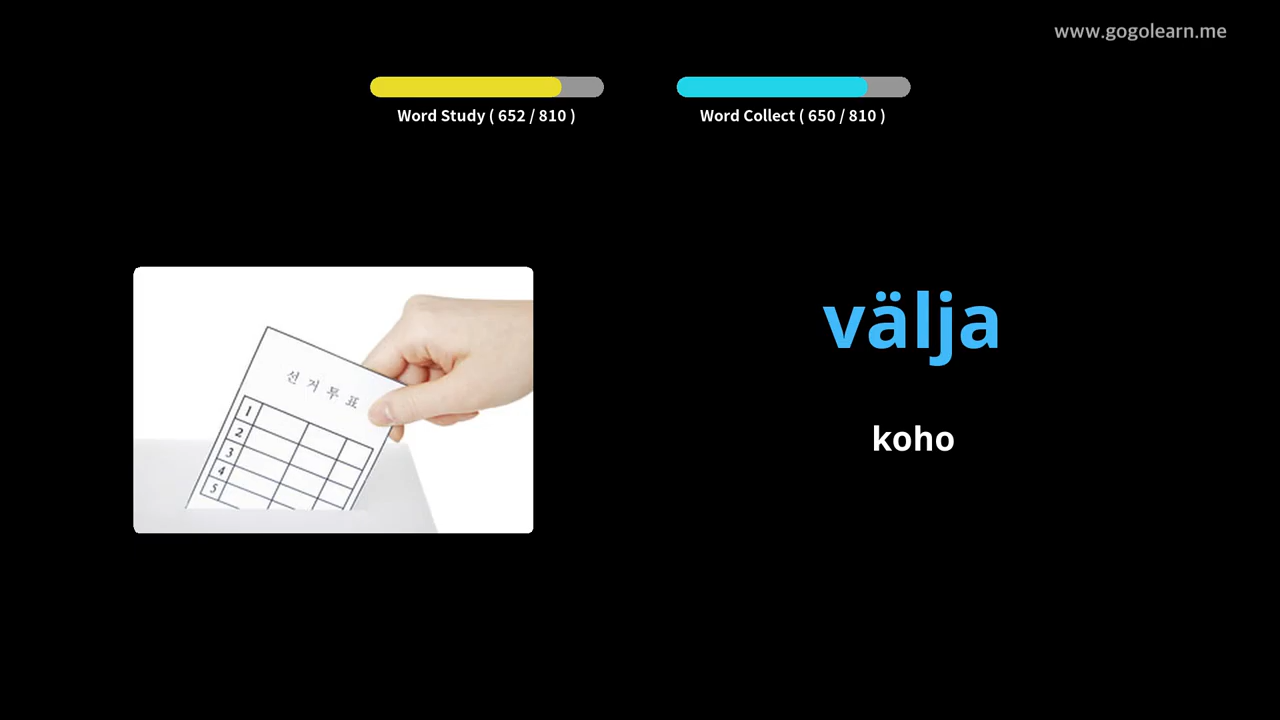 www.gogolearn.me
Word Study ( 652 / 810 )
Word Collect ( 650 / 810 )
välja
koho
선거투표
1
2
3
4
5